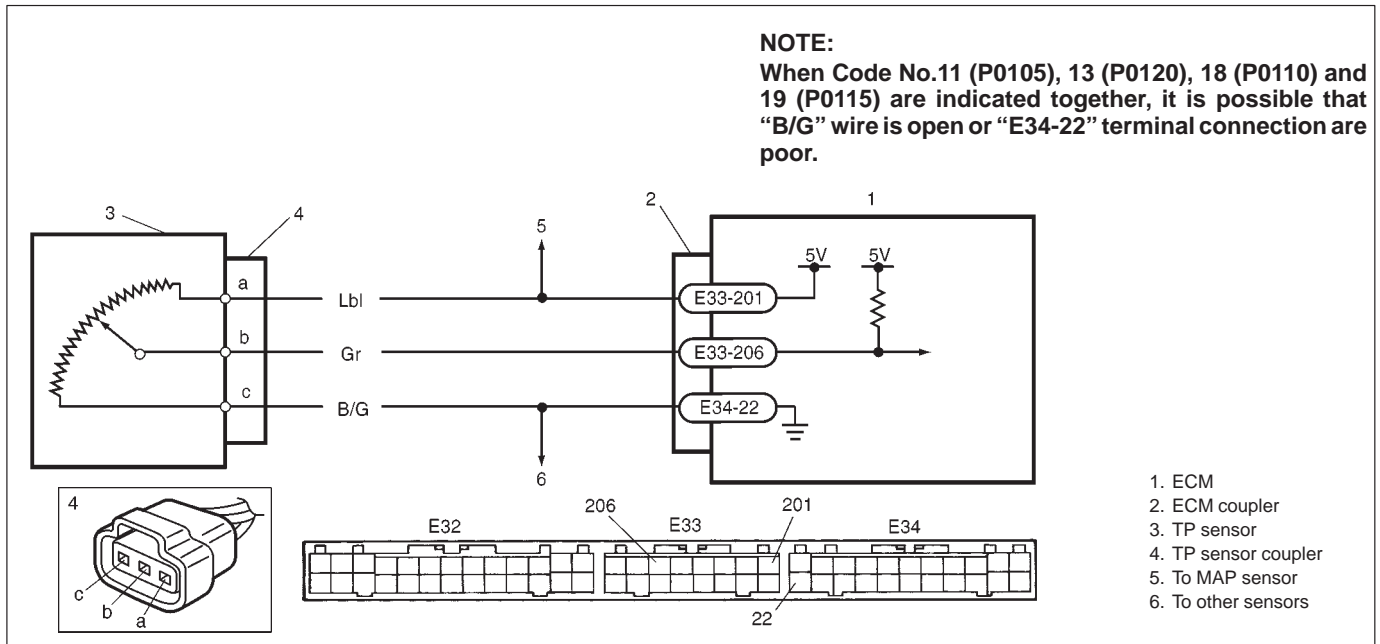 NOTE:
When Code No.11 (P0105), 13 (P0120), 18 (P0110) and
19 (P0115) are indicated together, it is possible that
“B/G” wire is open or “E34-22” terminal connection are
poor.
3
4
5
2
1
5V
5V
a
Lbl
E33-201
b
Gr
E33-206
c
B/G
E34-22
6
4
c
b
a
E32
206
E33
201
E34
22
1. ECM
2. ECM coupler
3. TP sensor
4. TP sensor coupler
5. To MAP sensor
6. To other sensors